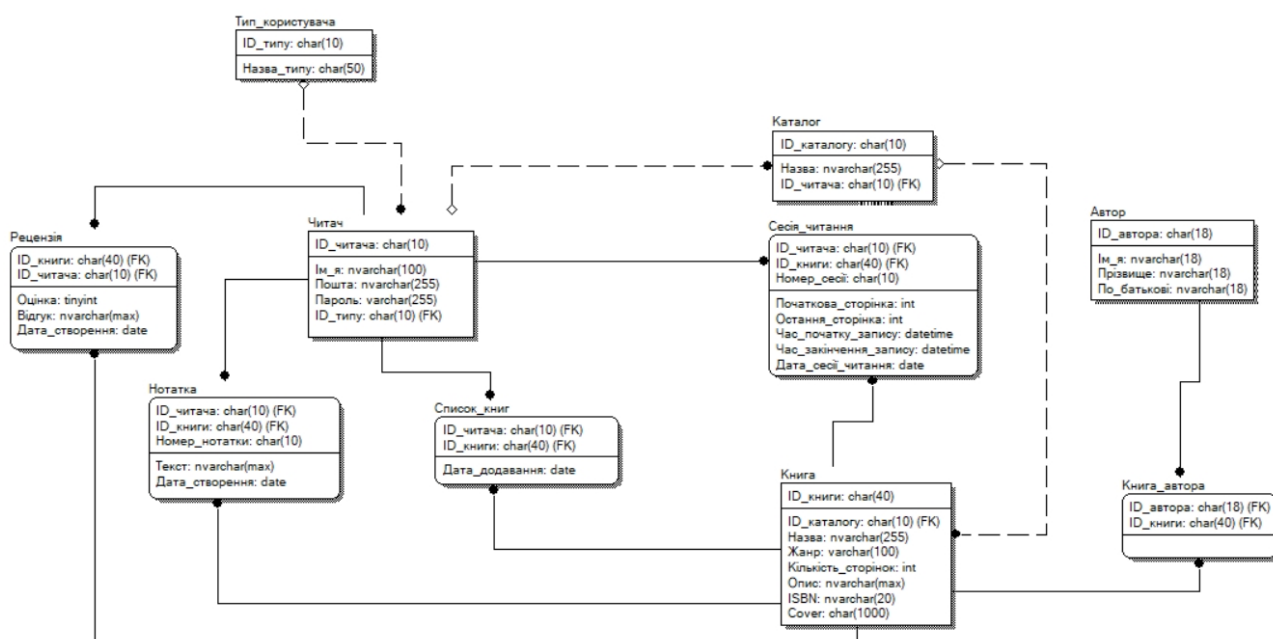 Тип_користувача
ID_типу: char(10)
Назва_типу: char(50)
Каталог
ID_каталогу: char(10)
Назва: nvarchar(255)
ID_читача: char(10) (FK)
Рецензія
ID_книги: char(40) (FK)
ID_читача: char(10) (FK)
Оцінка: tinyint
Відгук: nvarchar(max)
Дата_створення: date
Читач
ID_читача: char(10)
Ім_я: nvarchar(100)
Пошта: nvarchar(255)
Пароль: varchar(255)
ID_типу: char(10) (FK)
Сесія_читання
ID_читача: char(10) (FK)
ID_книги: char(40) (FK)
Номер_сесії: char(10)
Початкова_сторінка: int
Остання_сторінка: int
Час_початку_запису: datetime
Час_закінчення_запису: datetime
Дата_сесії_читання: date
Автор
ID_автора: char(18)
Ім_я: nvarchar(18)
Прізвище: nvarchar(18)
По_батькові: nvarchar(18)
Нотатка
ID_читача: char(10) (FK)
ID_книги: char(40) (FK)
Номер_нотатки: char(10)
Текст: nvarchar(max)
Дата_створення: date
Список_книг
ID_читача: char(10) (FK)
ID_книги: char(40) (FK)
Дата_додавання: date
Книга
ID_книги: char(40)
ID_каталогу: char(10) (FK)
Назва: nvarchar(255)
Жанр: varchar(100)
Кількість_сторінок: int
Опис: nvarchar(max)
ISBN: nvarchar(20)
Cover: char(1000)
Книга_автора
ID_автора: char(18) (FK)
ID_книги: char(40) (FK)